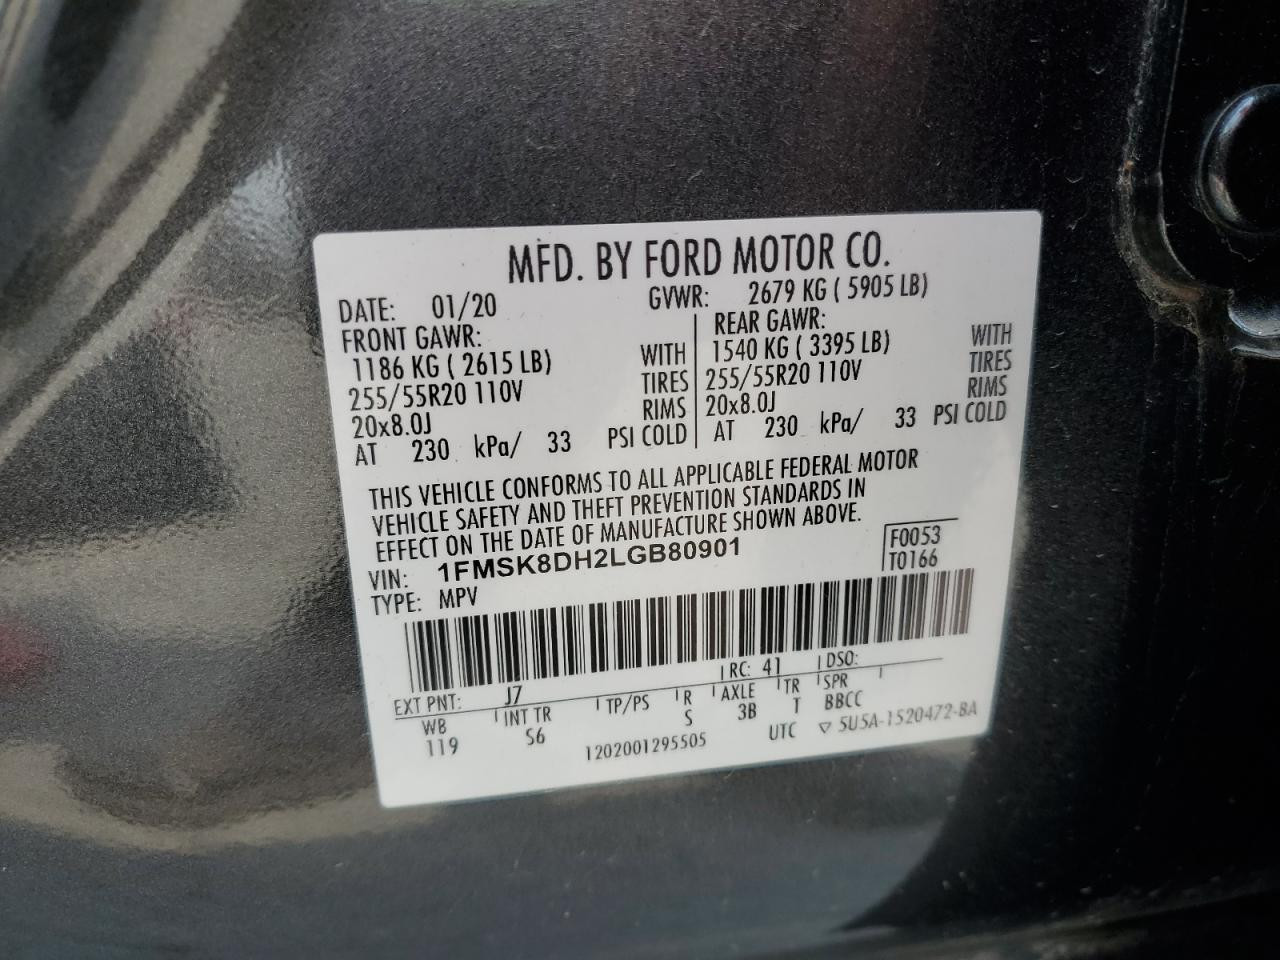 MFD. BY FORD MOTOR CO.
DATE: 01/20 GVWR: 2679 KG ( 5905 LB)
FRONT GAWR: REAR GAWR:
1186 KG ( 2615 LB) WITH 1540 KG ( 3395 LB) WITH
255/55R20 110V TIRES 255/55R20 110V TIRES
20x8.0J RIMS 20x8.0J RIMS
AT 230 kPa/ 33 PSI COLD AT 230 kPa/ 33 PSI COLD
THIS VEHICLE CONFORMS TO ALL APPLICABLE FEDERAL MOTOR
VEHICLE SAFETY AND THEFT PREVENTION STANDARDS IN
EFFECT ON THE DATE OF MANUFACTURE SHOWN ABOVE.
VIN: 1FMSK8DH2LGB80901 F0053
TYPE: MPV T0166
EXT PNT: J7 RC: 41 DSO:
WB INT TR TP/PS R AXLE TR SPR
119 S6 S 3B T BBCC
1202001295505 UTC ▽ 5U5A-1520472-BA